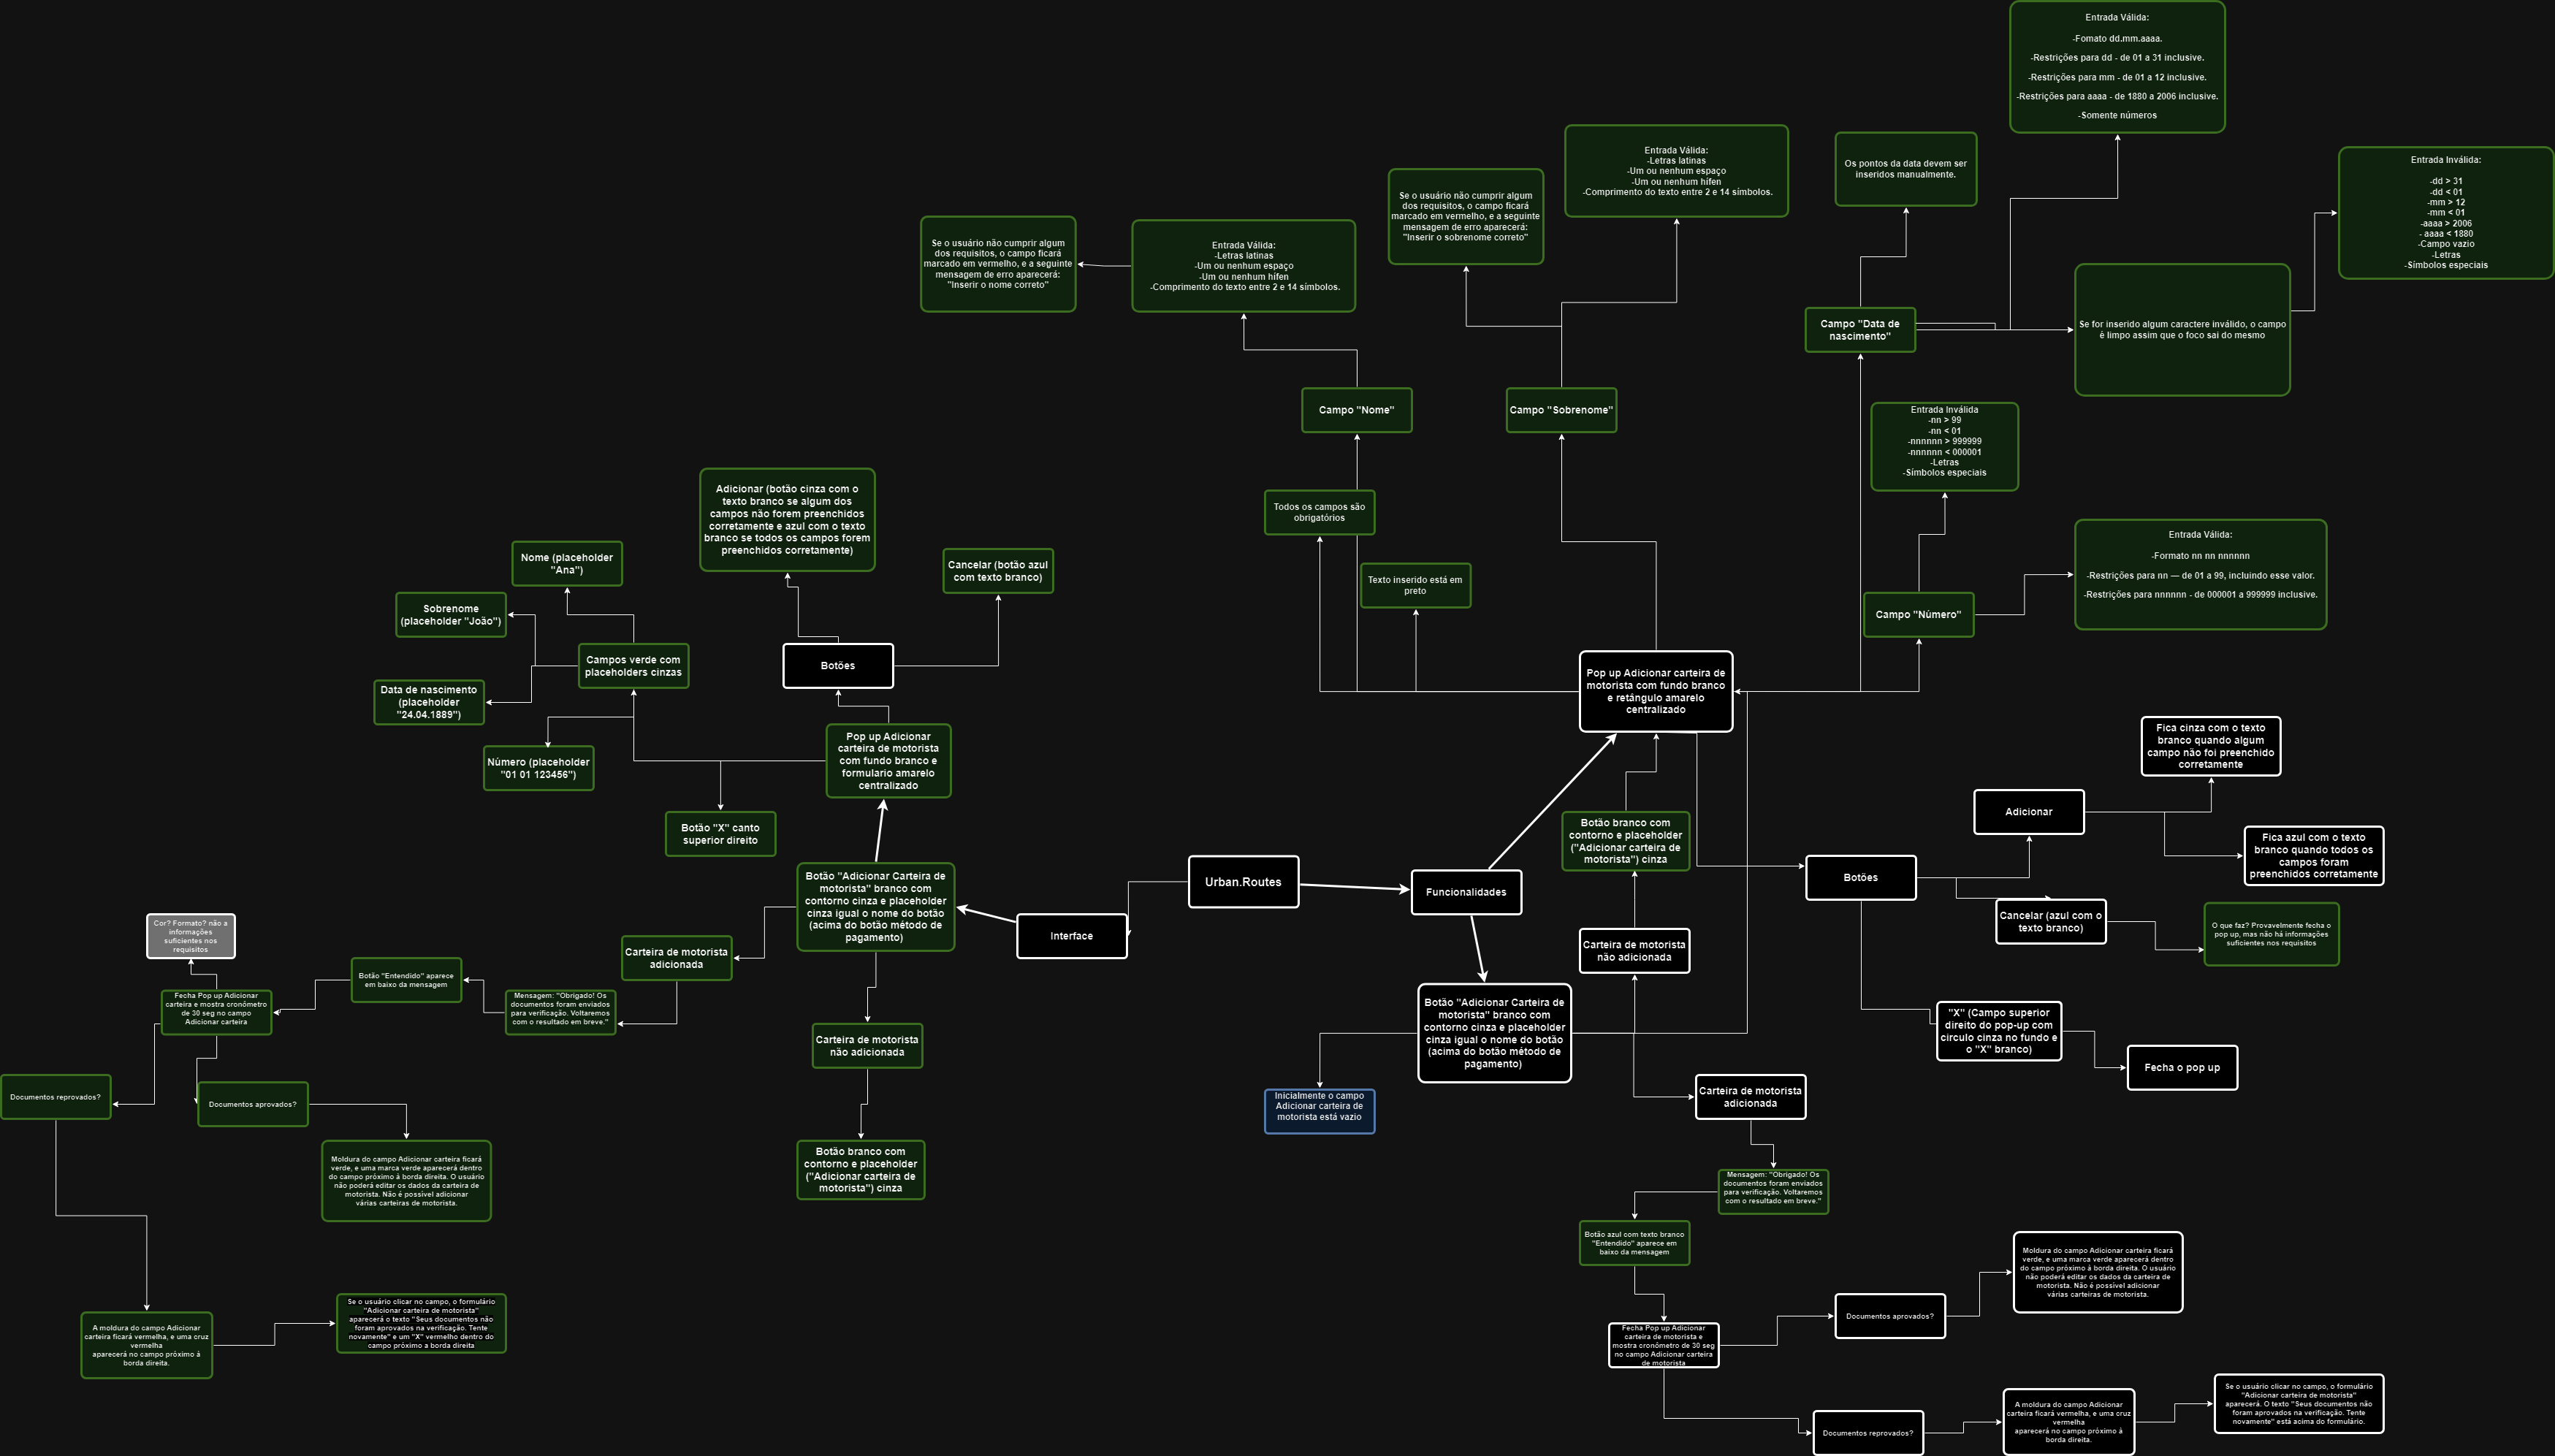 Entrada Válida:
-Fomato dd.mm.aaaa.
-Restrições para dd - de 01 a 31 inclusive.
-Restrições para mm - de 01 a 12 inclusive.
-Restrições para aaaa - de 1880 a 2006 inclusive.
-Somente números
Entrada Válida:
-Letras latinas
-Um ou nenhum espaço
-Um ou nenhum hífen
-Comprimento do texto entre 2 e 14 símbolos.
Os pontos da data devem ser
inseridos manualmente.
Entrada Inválida:
-dd > 31
-dd < 01
-mm > 12
-mm < 01
-aaaa > 2006
- aaaa < 1880
-Campo vazio
-Letras
-Símbolos especiais
Se o usuário não cumprir algum
dos requisitos, o campo ficará
marcado em vermelho, e a seguinte
mensagem de erro aparecerá:
"Inserir o sobrenome correto"
Se o usuário não cumprir algum
dos requisitos, o campo ficará
marcado em vermelho, e a seguinte
mensagem de erro aparecerá:
"Inserir o nome correto"
Entrada Válida:
-Letras latinas
-Um ou nenhum espaço
-Um ou nenhum hífen
-Comprimento do texto entre 2 e 14 símbolos.
Campo "Data de
nascimento"
Se for inserido algum caractere inválido, o campo
é limpo assim que o foco sai do mesmo
Campo "Nome"
Campo "Sobrenome"
Entrada Inválida
-nn > 99
-nn < 01
-nnnnnn > 999999
-nnnnnn < 000001
-Letras
-Símbolos especiais
Adicionar (botão cinza com o
texto branco se algum dos
campos não forem preenchidos
corretamente e azul com o texto
branco se todos os campos forem
preenchidos corretamente)
Todos os campos são
obrigatórios
Entrada Válida:
-Formato nn nn nnnnnn
-Restrições para nn — de 01 a 99, incluindo esse valor.
-Restrições para nnnnnn - de 000001 a 999999 inclusive.
Nome (placeholder
"Ana")
Cancelar (botão azul
com texto branco)
Texto inserido está em
preto
Sobrenome
(placeholder "João")
Campo "Número"
Campos verde com
placeholders cinzas
Botões
Pop up Adicionar carteira de
motorista com fundo branco
e retângulo amarelo
centralizado
Data de nascimento
(placeholder
"24.04.1889")
Número (placeholder
"01 01 123456")
Pop up Adicionar
carteira de motorista
com fundo branco e
formulario amarelo
centralizado
Fica cinza com o texto
branco quando algum
campo não foi preenchido
corretamente
Adicionar
Botão "X" canto
superior direito
Botão branco com
contorno e placeholder
("Adicionar carteira de
motorista") cinza
Fica azul com o texto
branco quando todos os
campos foram
preenchidos corretamente
Urban.Routes
Funcionalidades
Botões
Botão "Adicionar Carteira de
motorista" branco com
contorno cinza e placeholder
cinza igual o nome do botão
(acima do botão método de
pagamento)
Interface
Cancelar (azul com o
texto branco)
O que faz? Provavelmente fecha o
pop up, mas não há informações
suficientes nos requisitos
Cor? Formato? não a
informações
suficientes nos
requisitos
Carteira de motorista
adicionada
Carteira de motorista
não adicionada
Botão "Entendido" aparece
em baixo da mensagem
Fecha Pop up Adicionar
carteira e mostra cronómetro
de 30 seg no campo
Adicionar carteira
Mensagem: "Obrigado! Os
documentos foram enviados
para verificação. Voltaremos
com o resultado em breve."
Botão "Adicionar Carteira de
motorista" branco com
contorno cinza e placeholder
cinza igual o nome do botão
(acima do botão método de
pagamento)
"X" (Campo superior
direito do pop-up com
circulo cinza no fundo e
o "X" branco)
Carteira de motorista
não adicionada
Fecha o pop up
Documentos reprovados?
Documentos aprovados?
Inicialmente o campo
Adicionar carteira de
motorista está vazio
Carteira de motorista
adicionada
Moldura do campo Adicionar carteira ficará
verde, e uma marca verde aparecerá dentro
do campo próximo à borda direita. O usuário
não poderá editar os dados da carteira de
motorista. Não é possível adicionar
várias carteiras de motorista.
Botão branco com
contorno e placeholder
("Adicionar carteira de
motorista") cinza
Mensagem: "Obrigado! Os
documentos foram enviados
para verificação. Voltaremos
com o resultado em breve."
Botão azul com texto branco
"Entendido" aparece em
baixo da mensagem
Moldura do campo Adicionar carteira ficará
verde, e uma marca verde aparecerá dentro
do campo próximo à borda direita. O usuário
não poderá editar os dados da carteira de
motorista. Não é possível adicionar
várias carteiras de motorista.
Documentos aprovados?
Se o usuário clicar no campo, o formulário
"Adicionar carteira de motorista"
aparecerá o texto "Seus documentos não
foram aprovados na verificação. Tente
novamente" e um "X" vermelho dentro do
campo próximo a borda direita
A moldura do campo Adicionar
carteira ficará vermelha, e uma cruz
vermelha
aparecerá no campo próximo à
borda direita.
Fecha Pop up Adicionar
carteira de motorista e
mostra cronômetro de 30 seg
no campo Adicionar carteira
de motorista
Documentos reprovados?
A moldura do campo Adicionar
carteira ficará vermelha, e uma cruz
vermelha
aparecerá no campo próximo à
borda direita.
Se o usuário clicar no campo, o formulário
"Adicionar carteira de motorista"
aparecerá. O texto "Seus documentos não
foram aprovados na verificação. Tente
novamente" está acima do formulário.